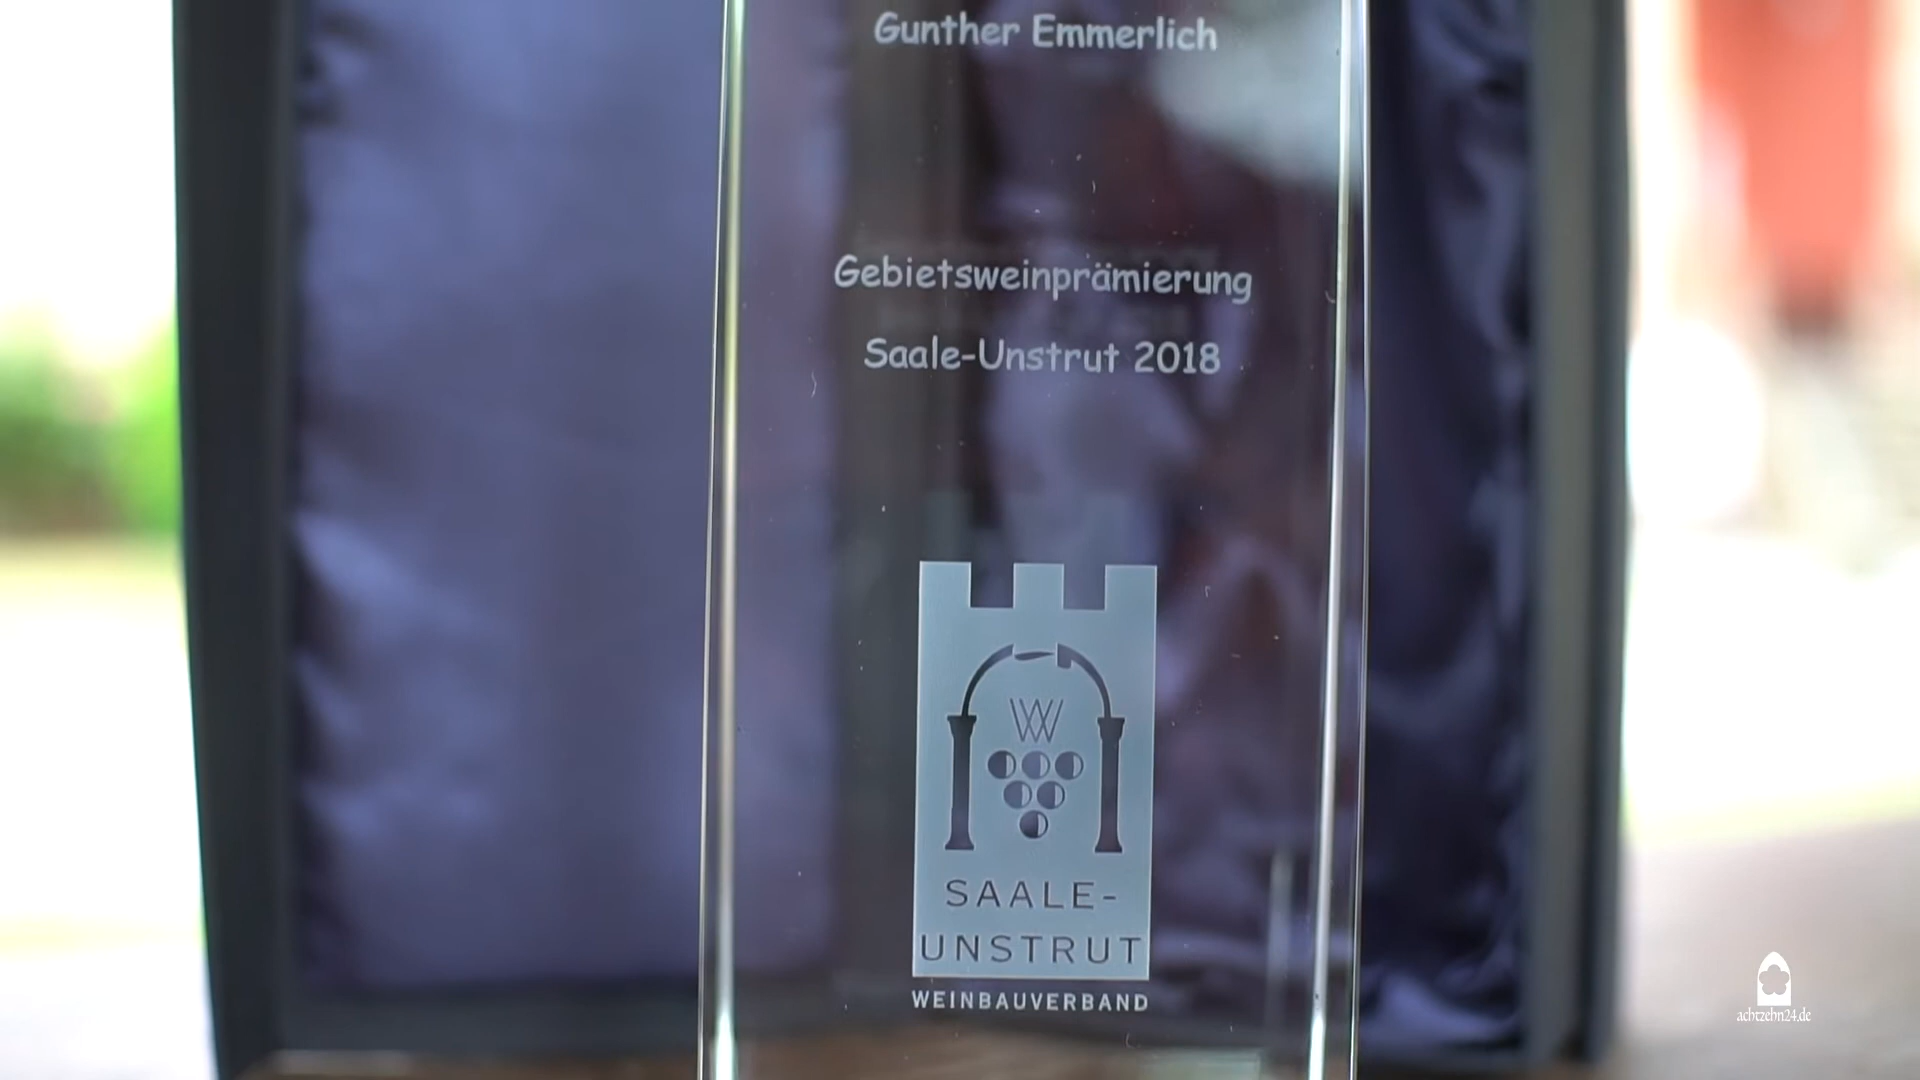 Gunther Emmerlich
Gebietsweinprämierung
Saale-Unstrut 2018
W
SAALE-
UNSTRUT
WEINBAUVERBAND
achtzehn24.de